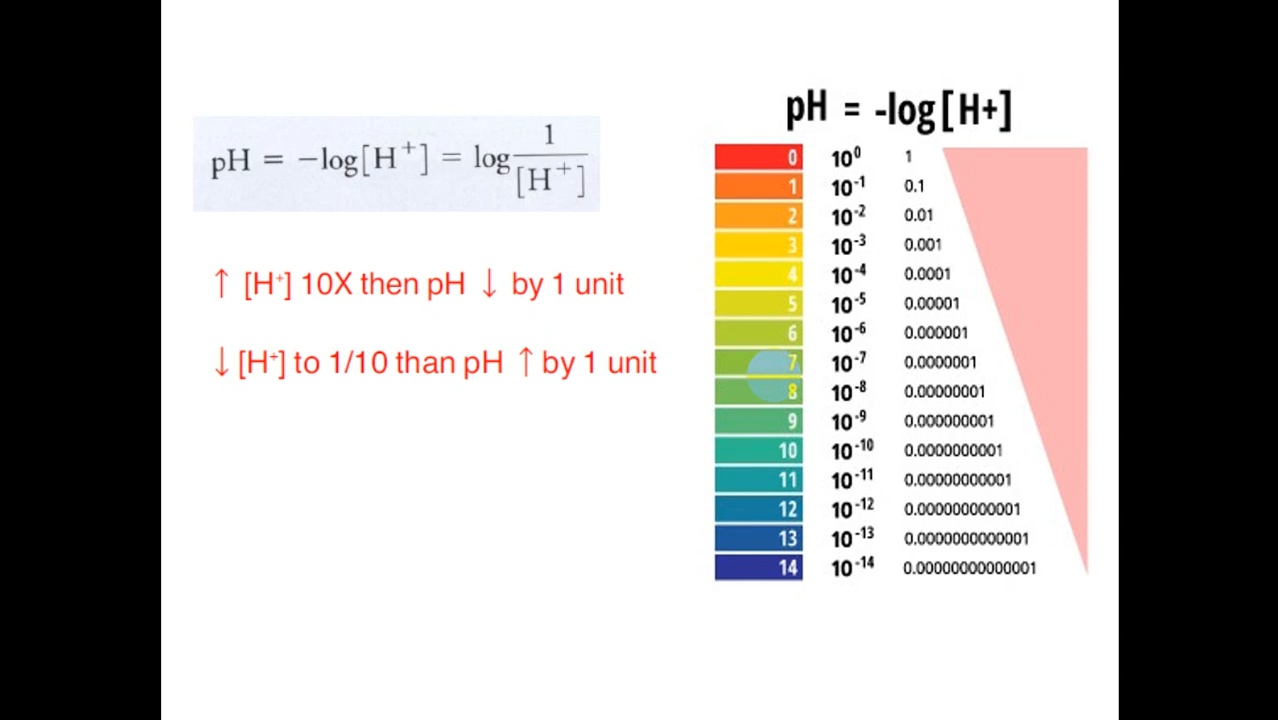 pH = −log[H⁺] = log 1/[H⁺]
↑ [H⁺] 10X then pH ↓ by 1 unit
↓ [H⁺] to 1/10 than pH ↑ by 1 unit
pH = -log[H+]
0 10⁰ 1
1 10⁻¹ 0.1
2 10⁻² 0.01
3 10⁻³ 0.001
4 10⁻⁴ 0.0001
5 10⁻⁵ 0.00001
6 10⁻⁶ 0.000001
7 10⁻⁷ 0.0000001
8 10⁻⁸ 0.00000001
9 10⁻⁹ 0.000000001
10 10⁻¹⁰ 0.0000000001
11 10⁻¹¹ 0.00000000001
12 10⁻¹² 0.000000000001
13 10⁻¹³ 0.0000000000001
14 10⁻¹⁴ 0.00000000000001